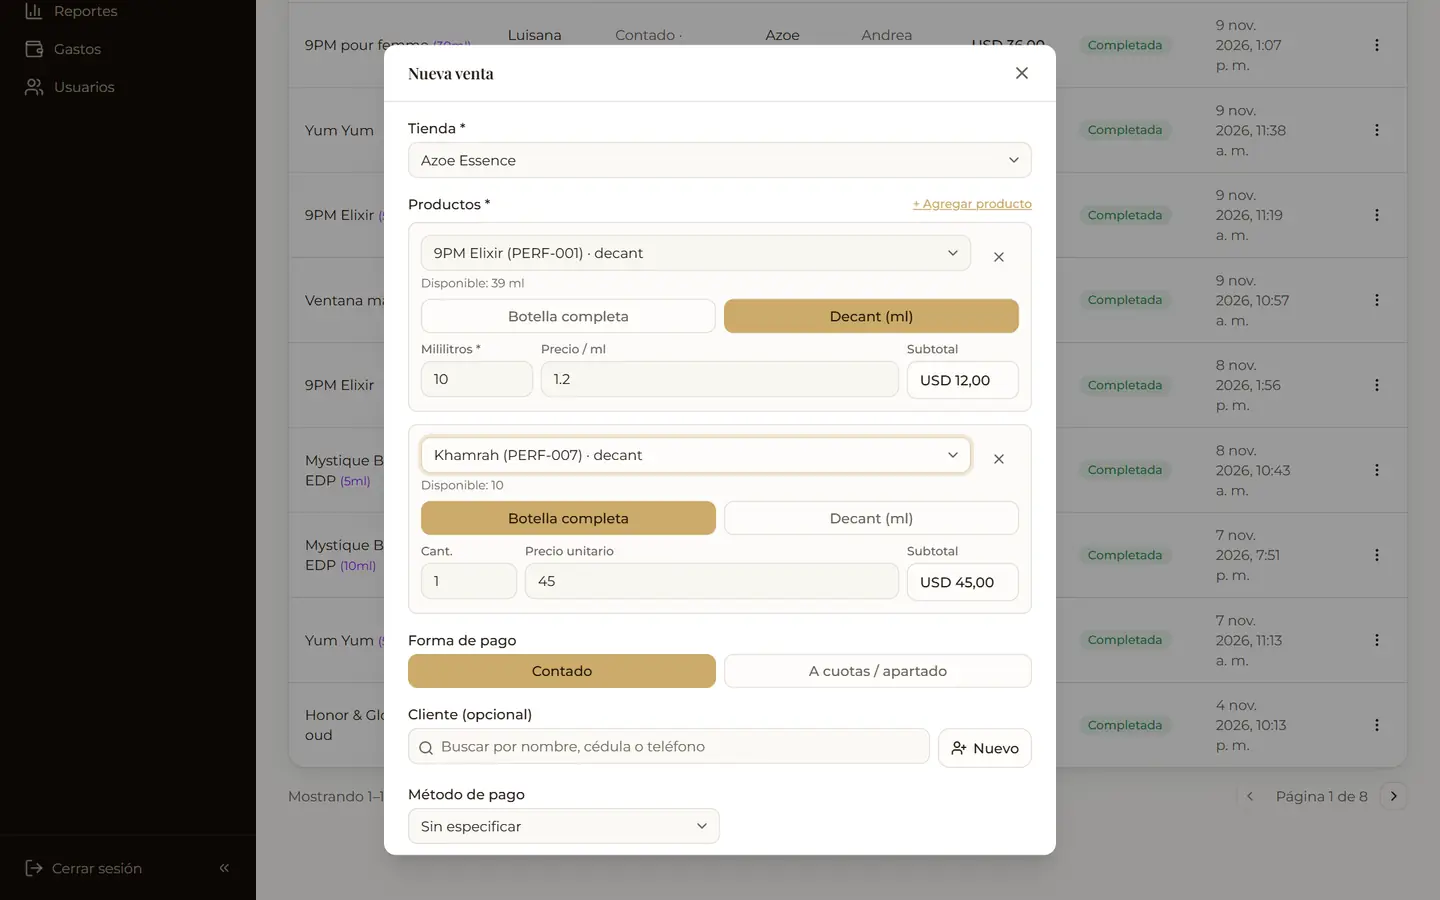 Reportes
Gastos
Usuarios
Cerrar sesión
«
9PM pour femme (30ml)
Luisana
Contado ·
Azoe
Andrea
USD 36,00
Completada
9 nov.
2026, 1:07
p. m.
Yum Yum
Completada
9 nov.
2026, 11:38
a. m.
9PM Elixir
Completada
9 nov.
2026, 11:19
a. m.
Ventana
Completada
9 nov.
2026, 10:57
a. m.
9PM Elixir
Completada
8 nov.
2026, 1:56
p. m.
Mystique B
EDP (5ml)
Completada
8 nov.
2026, 10:43
a. m.
Mystique B
EDP (10ml)
Completada
7 nov.
2026, 7:51
p. m.
Yum Yum
Completada
7 nov.
2026, 11:13
a. m.
Honor &
oud
Completada
4 nov.
2026, 10:13
p. m.
Mostrando 1–1
Página 1 de 8
Nueva venta
Tienda *
Azoe Essence
Productos *
+ Agregar producto
9PM Elixir (PERF-001) · decant
Disponible: 39 ml
Botella completa
Decant (ml)
Mililitros *
Precio / ml
Subtotal
10
1.2
USD 12,00
Khamrah (PERF-007) · decant
Disponible: 10
Botella completa
Decant (ml)
Cant.
Precio unitario
Subtotal
1
45
USD 45,00
Forma de pago
Contado
A cuotas / apartado
Cliente (opcional)
Buscar por nombre, cédula o teléfono
Nuevo
Método de pago
Sin especificar